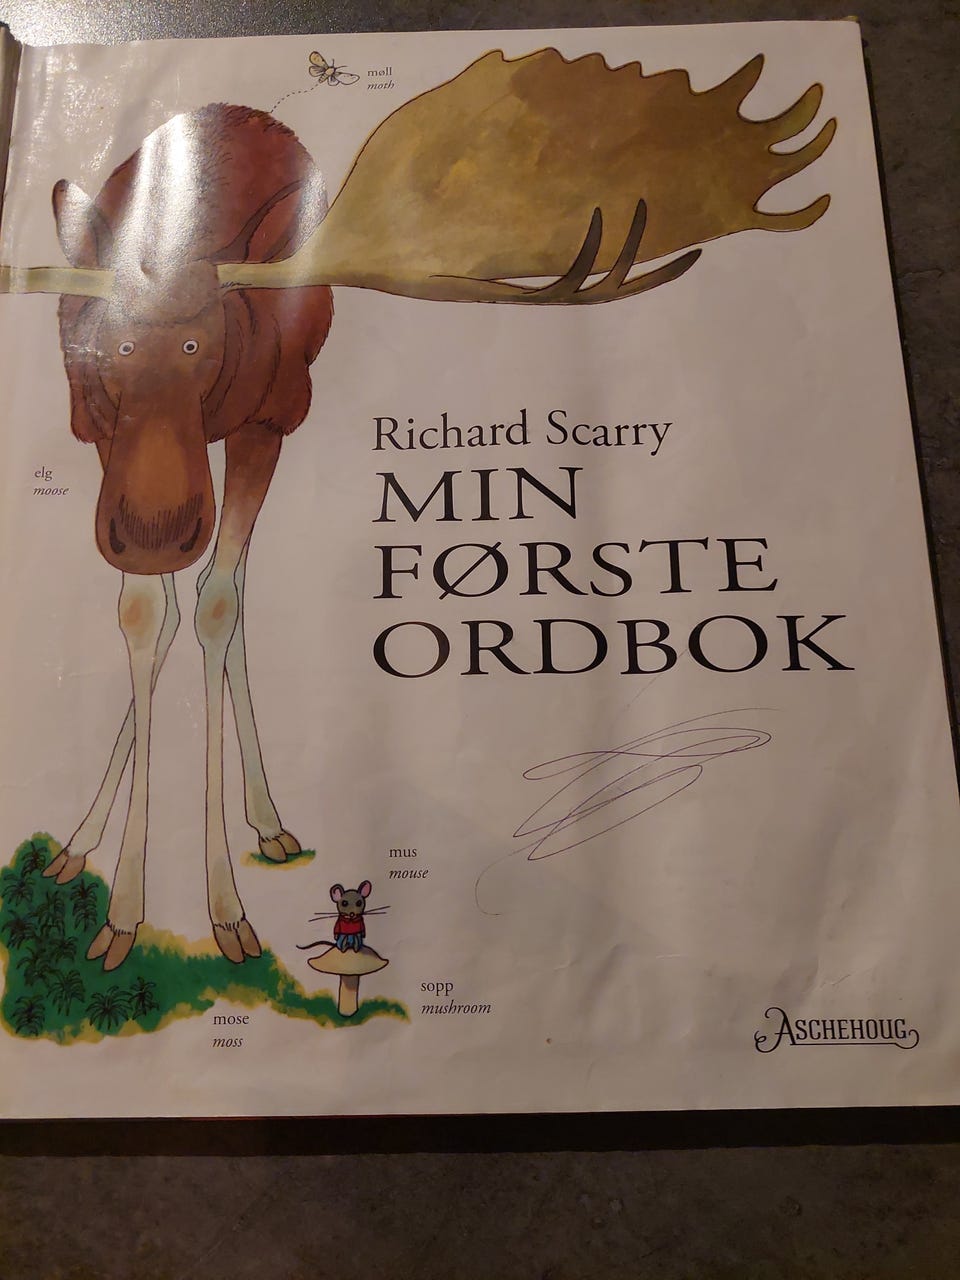 møll
moth
Richard Scarry
MIN
FØRSTE
ORDBOK
elg
moose
mus
mouse
sopp
mushroom
mose
moss
ASCHEHOUG